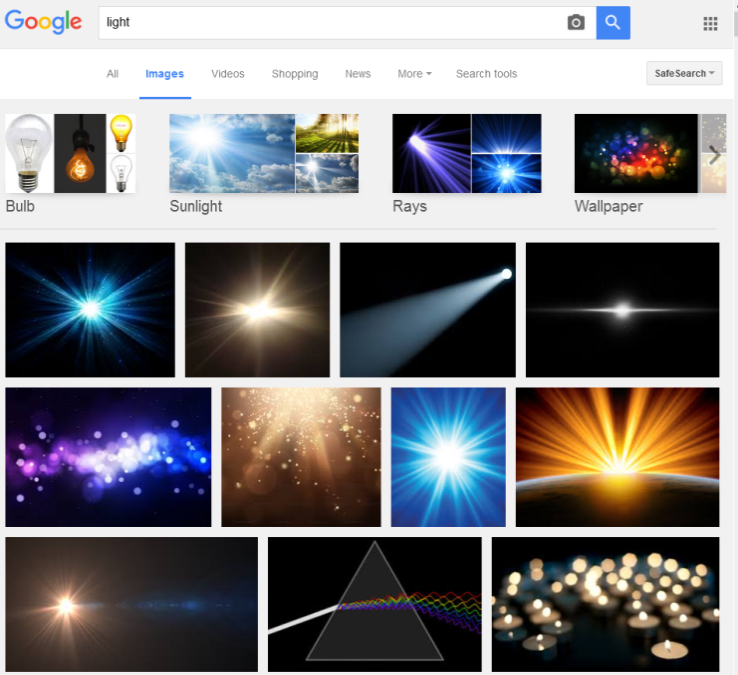 Google
light
All Images Videos Shopping News More Search tools
SafeSearch
Bulb Sunlight Rays Wallpaper